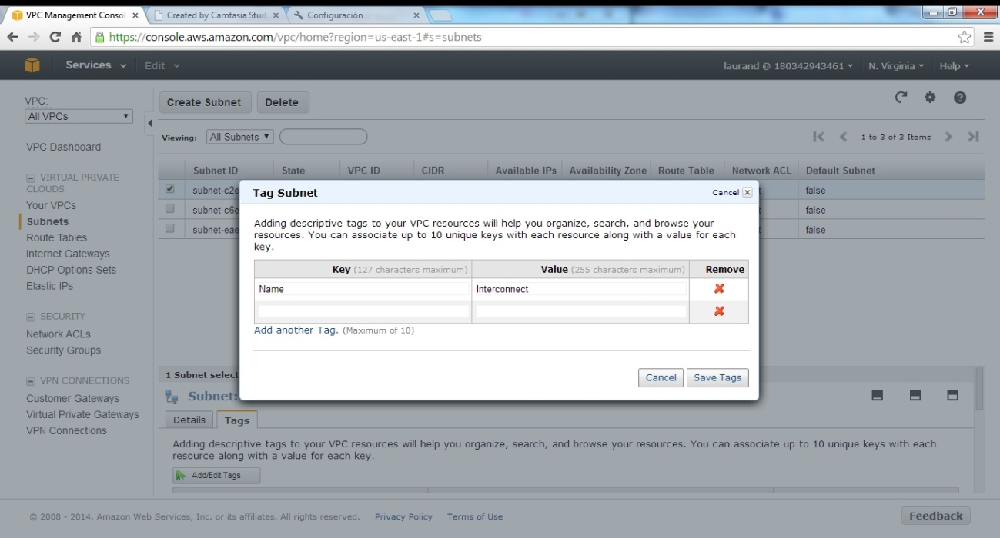 VPC Management Consol
Created by Camtasia Stud
Configuración
https://console.aws.amazon.com/vpc/home?region=us-east-1#s=subnets
Services Edit laurand @ 180342943461 N. Virginia Help
VPC:
All VPCs
VPC Dashboard
VIRTUAL PRIVATE
CLOUDS
Your VPCs
Subnets
Route Tables
Internet Gateways
DHCP Options Sets
Elastic IPs
SECURITY
Network ACLs
Security Groups
VPN CONNECTIONS
Customer Gateways
Virtual Private Gateways
VPN Connections
Create Subnet Delete
Viewing: All Subnets 1 to 3 of 3 Items
Subnet ID State VPC ID CIDR Available IPs Availability Zone Route Table Network ACL Default Subnet
subnet-c2e false
subnet-c6e false
subnet-eae false
Tag Subnet Cancel
Adding descriptive tags to your VPC resources will help you organize, search, and browse your
resources. You can associate up to 10 unique keys with each resource along with a value for each
key.
Key (127 characters maximum) Value (255 characters maximum) Remove
Name Interconnect
Add another Tag. (Maximum of 10)
Cancel Save Tags
1 Subnet select
Subnet:
Details Tags
Adding descriptive tags to your VPC resources will help you organize, search, and browse your resources. You can associate up to 10 unique keys with each
resource along with a value for each key.
Add/Edit Tags
© 2008 - 2014, Amazon Web Services, Inc. or its affiliates. All rights reserved. Privacy Policy Terms of Use Feedback